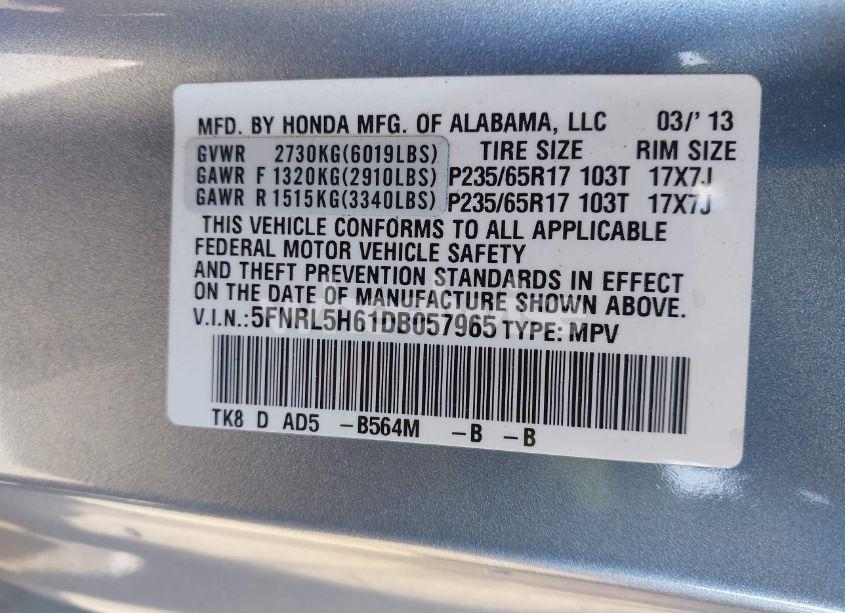 MFD. BY HONDA MFG. OF ALABAMA, LLC 03/' 13
GVWR 2730KG(6019LBS) TIRE SIZE RIM SIZE
GAWR F 1320KG(2910LBS) P235/65R17 103T 17X7J
GAWR R 1515KG(3340LBS) P235/65R17 103T 17X7J
THIS VEHICLE CONFORMS TO ALL APPLICABLE
FEDERAL MOTOR VEHICLE SAFETY
AND THEFT PREVENTION STANDARDS IN EFFECT
ON THE DATE OF MANUFACTURE SHOWN ABOVE.
V.I.N.: 5FNRL5H61DB057965 TYPE: MPV
TK8 D AD5 -B564M -B -B